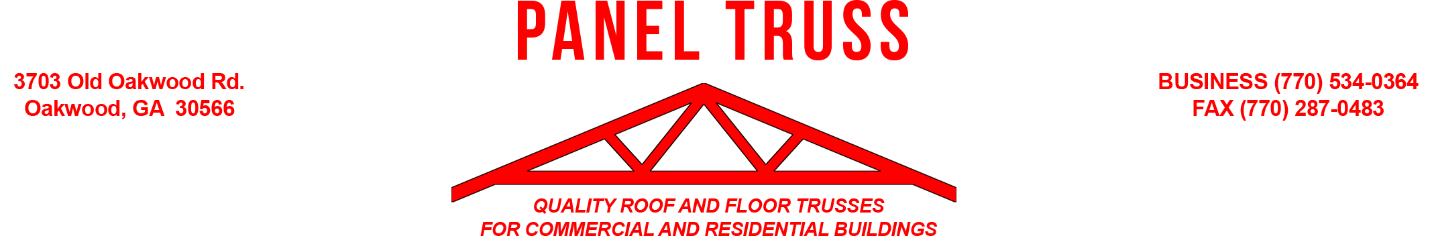 PANEL TRUSS
3703 Old Oakwood Rd.
Oakwood, GA 30566
BUSINESS (770) 534-0364
FAX (770) 287-0483
QUALITY ROOF AND FLOOR TRUSSES
FOR COMMERCIAL AND RESIDENTIAL BUILDINGS